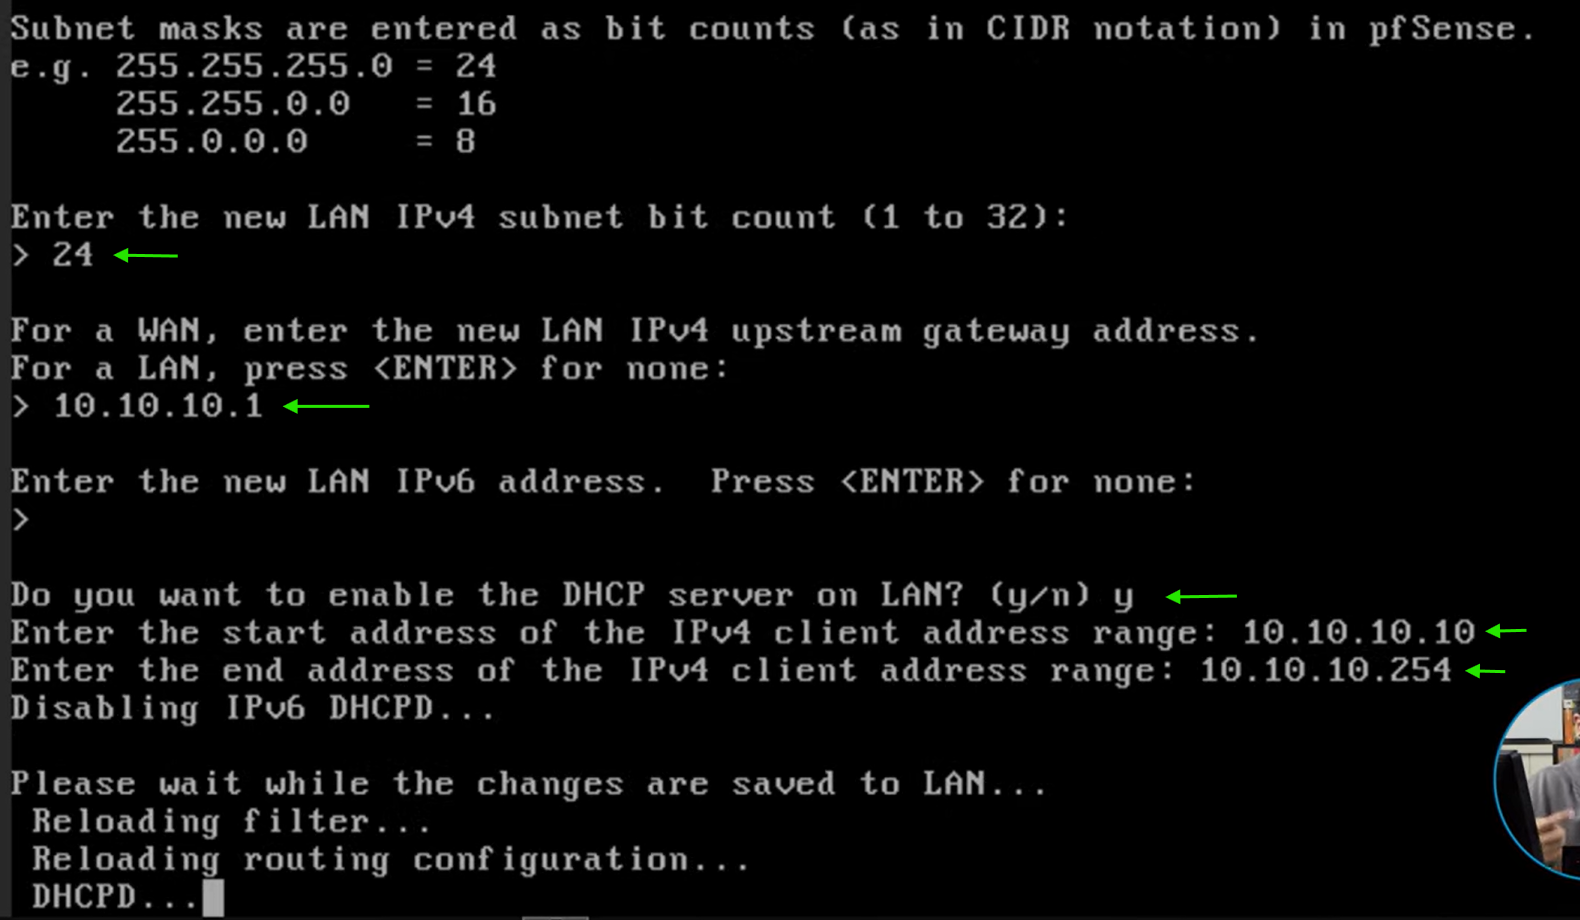 Subnet masks are entered as bit counts (as in CIDR notation) in pfSense.
e.g. 255.255.255.0 = 24
     255.255.0.0   = 16
     255.0.0.0     = 8
Enter the new LAN IPv4 subnet bit count (1 to 32):
> 24
For a WAN, enter the new LAN IPv4 upstream gateway address.
For a LAN, press <ENTER> for none:
> 10.10.10.1
Enter the new LAN IPv6 address.  Press <ENTER> for none:
>
Do you want to enable the DHCP server on LAN? (y/n) y
Enter the start address of the IPv4 client address range: 10.10.10.10
Enter the end address of the IPv4 client address range: 10.10.10.254
Disabling IPv6 DHCPD...
Please wait while the changes are saved to LAN...
 Reloading filter...
 Reloading routing configuration...
 DHCPD...